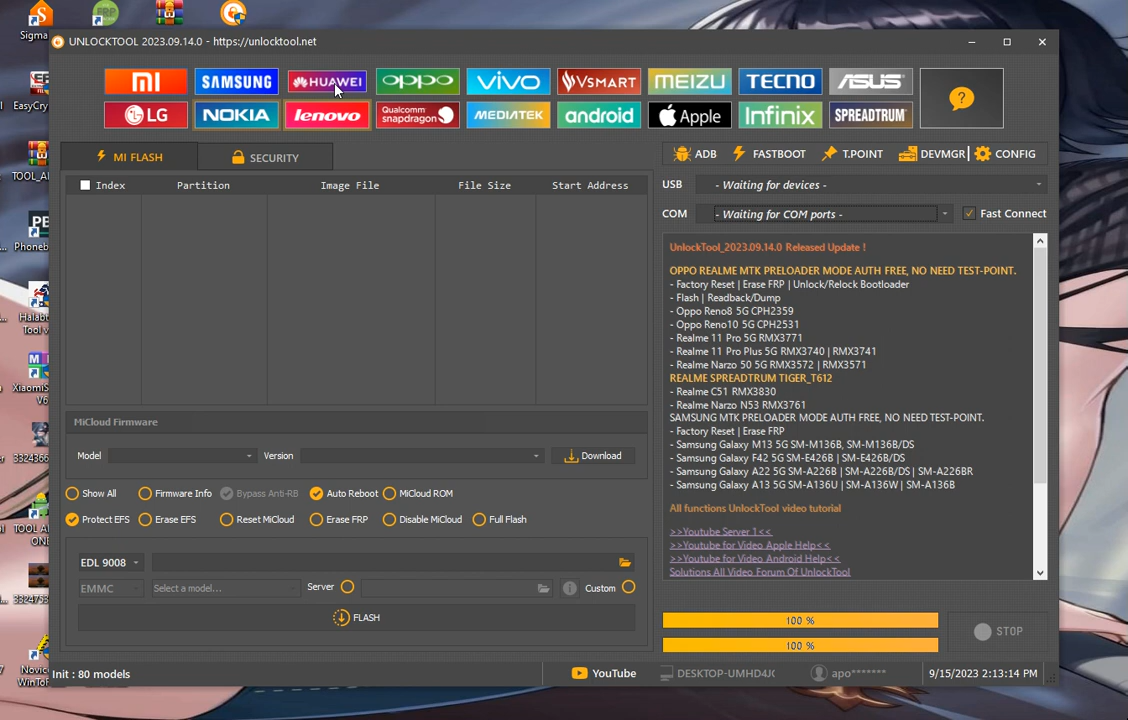 Sigma
FRP
UNLOCKTOOL 2023.09.14.0 - https://unlocktool.net
MI
SAMSUNG
HUAWEI
OPPO
vivo
VSMART
MEIZU
TECNO
ASUS
?
LG
NOKIA
lenovo
Qualcomm
snapdragon
MEDIATEK
android
Apple
Infinix
SPREADTRUM
EasyCry
MI FLASH
SECURITY
ADB
FASTBOOT
T.POINT
DEVMGR
CONFIG
TOOL_AI
USB
- Waiting for devices -
Index
Partition
Image File
File Size
Start Address
COM
- Waiting for COM ports -
Fast Connect
Phoneb
UnlockTool_2023.09.14.0 Released Update !
OPPO REALME MTK PRELOADER MODE AUTH FREE, NO NEED TEST-POINT.
- Factory Reset | Erase FRP | Unlock/Relock Bootloader
- Flash | Readback/Dump
- Oppo Reno8 5G CPH2359
- Oppo Reno10 5G CPH2531
- Realme 11 Pro 5G RMX3771
- Realme 11 Pro Plus 5G RMX3740 | RMX3741
- Realme Narzo 50 5G RMX3572 | RMX3571
REALME SPREADTRUM TIGER_T612
- Realme C51 RMX3830
- Realme Narzo N53 RMX3761
SAMSUNG MTK PRELOADER MODE AUTH FREE, NO NEED TEST-POINT.
- Factory Reset | Erase FRP
- Samsung Galaxy M13 5G SM-M136B, SM-M136B/DS
- Samsung Galaxy F42 5G SM-E426B | SM-E426B/DS
- Samsung Galaxy A22 5G SM-A226B | SM-A226B/DS | SM-A226BR
- Samsung Galaxy A13 5G SM-A136U | SM-A136W | SM-A136B
All functions UnlockTool video tutorial
>>Youtube Server 1<<
>>Youtube for Video Apple Help<<
>>Youtube for Video Android Help<<
Solutions All Video Forum Of UnlockTool
Halab
Tool v
XiaomiS
V6
MiCloud Firmware
Model
Version
Download
Show All
Firmware Info
Bypass Anti-RB
Auto Reboot
MiCloud ROM
Protect EFS
Erase EFS
Reset MiCloud
Erase FRP
Disable MiCloud
Full Flash
TOOL A
ONE
EDL 9008
EMMC
Select a model...
Server
Custom
FLASH
100 %
100 %
STOP
Novic
WinTo
Init : 80 models
YouTube
DESKTOP-UMHD4J(
apo*******
9/15/2023 2:13:14 PM